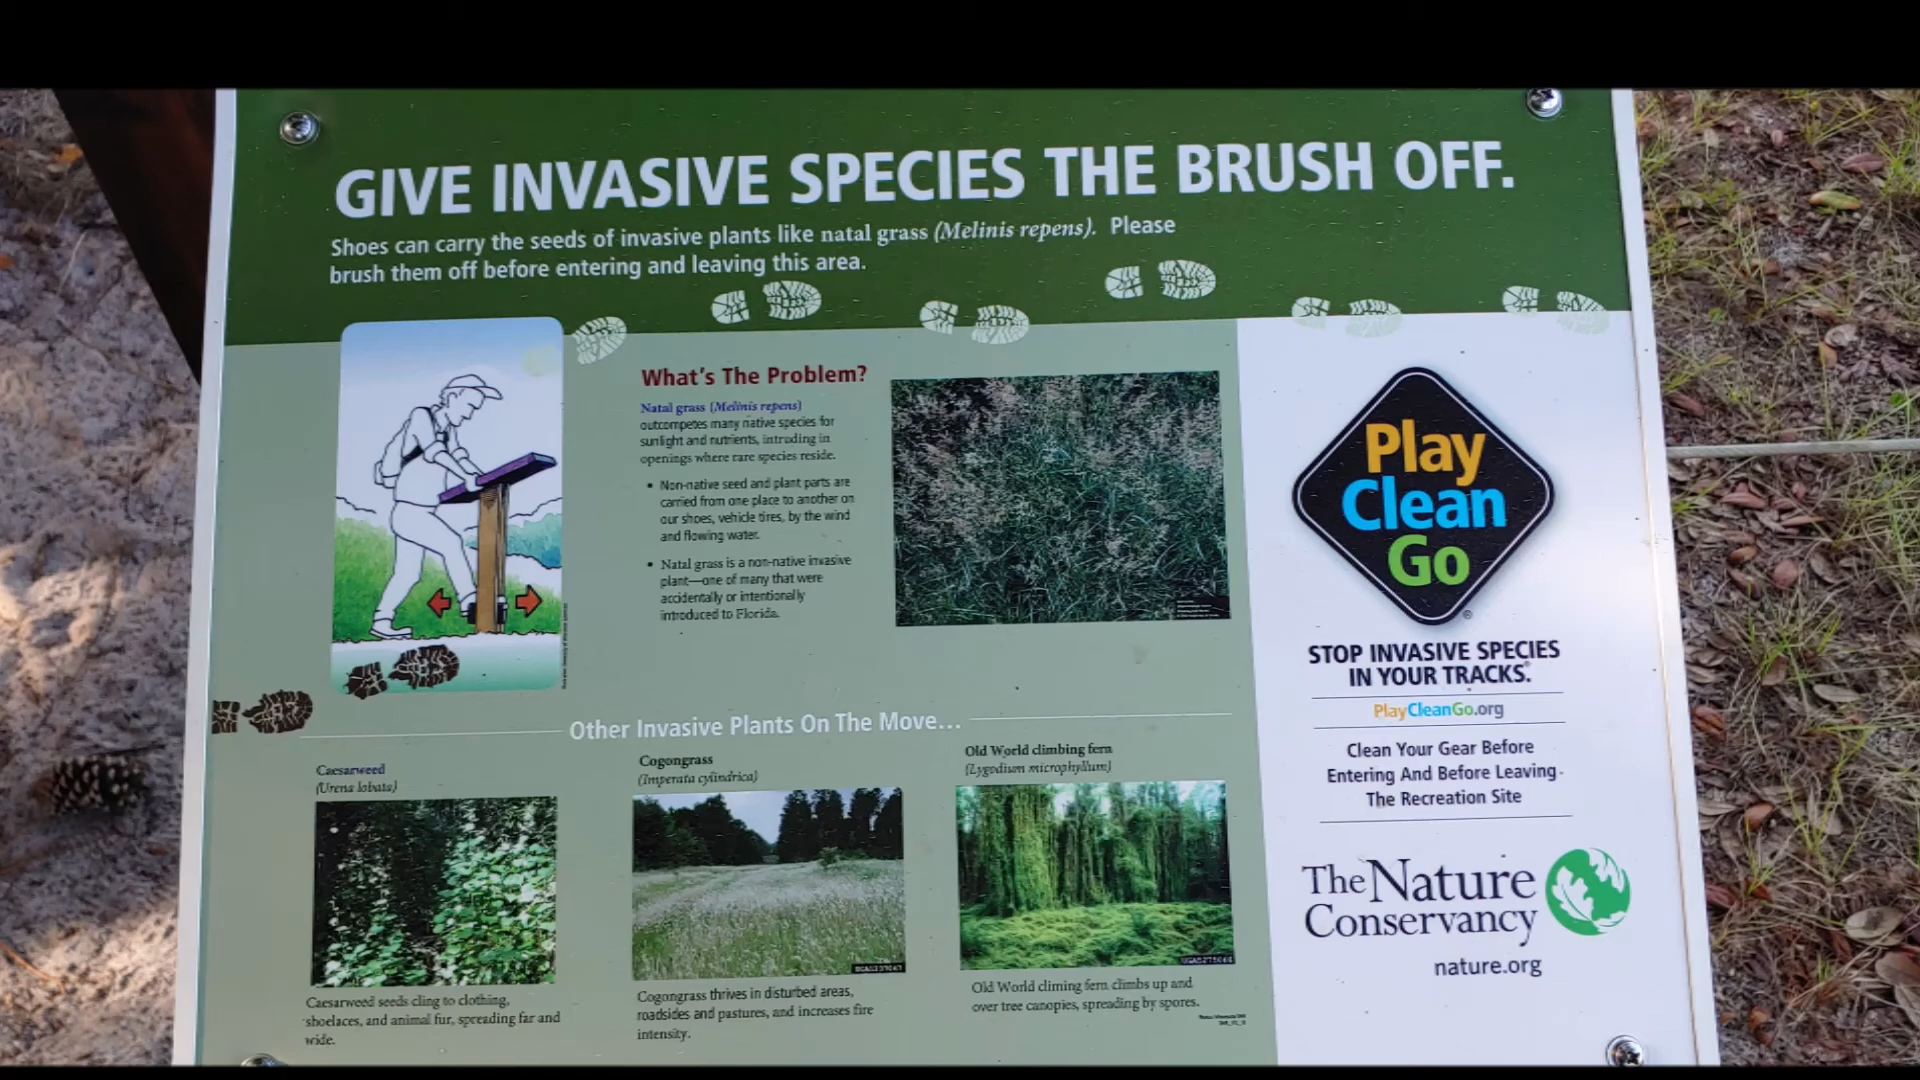 GIVE INVASIVE SPECIES THE BRUSH OFF.
Shoes can carry the seeds of invasive plants like natal grass (Melinis repens). Please
brush them off before entering and leaving this area.
What's The Problem?
Natal grass (Melinis repens)
outcompetes many native species for
sunlight and nutrients, intruding in
openings where rare species reside.
• Non-native seed and plant parts are
carried from one place to another on
our shoes, vehicle tires, by the wind
and flowing water.
• Natal grass is a non-native invasive
plant—one of many that were
accidentally or intentionally
introduced to Florida.
Play
Clean
Go®
STOP INVASIVE SPECIES
IN YOUR TRACKS.®
PlayCleanGo.org
Clean Your Gear Before
Entering And Before Leaving
The Recreation Site
The Nature
Conservancy
nature.org
Other Invasive Plants On The Move...
Caesarweed
(Urena lobata)
Caesarweed seeds cling to clothing,
shoelaces, and animal fur, spreading far and
wide.
Cogongrass
(Imperata cylindrica)
Cogongrass thrives in disturbed areas,
roadsides and pastures, and increases fire
intensity.
Old World climbing fern
(Lygodium microphyllum)
Old World climing fern climbs up and
over tree canopies, spreading by spores.